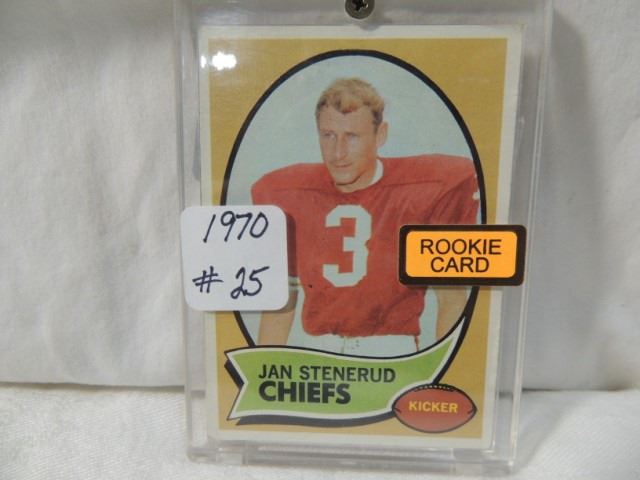 3
1970
# 25
ROOKIE
CARD
JAN STENERUD
CHIEFS
KICKER